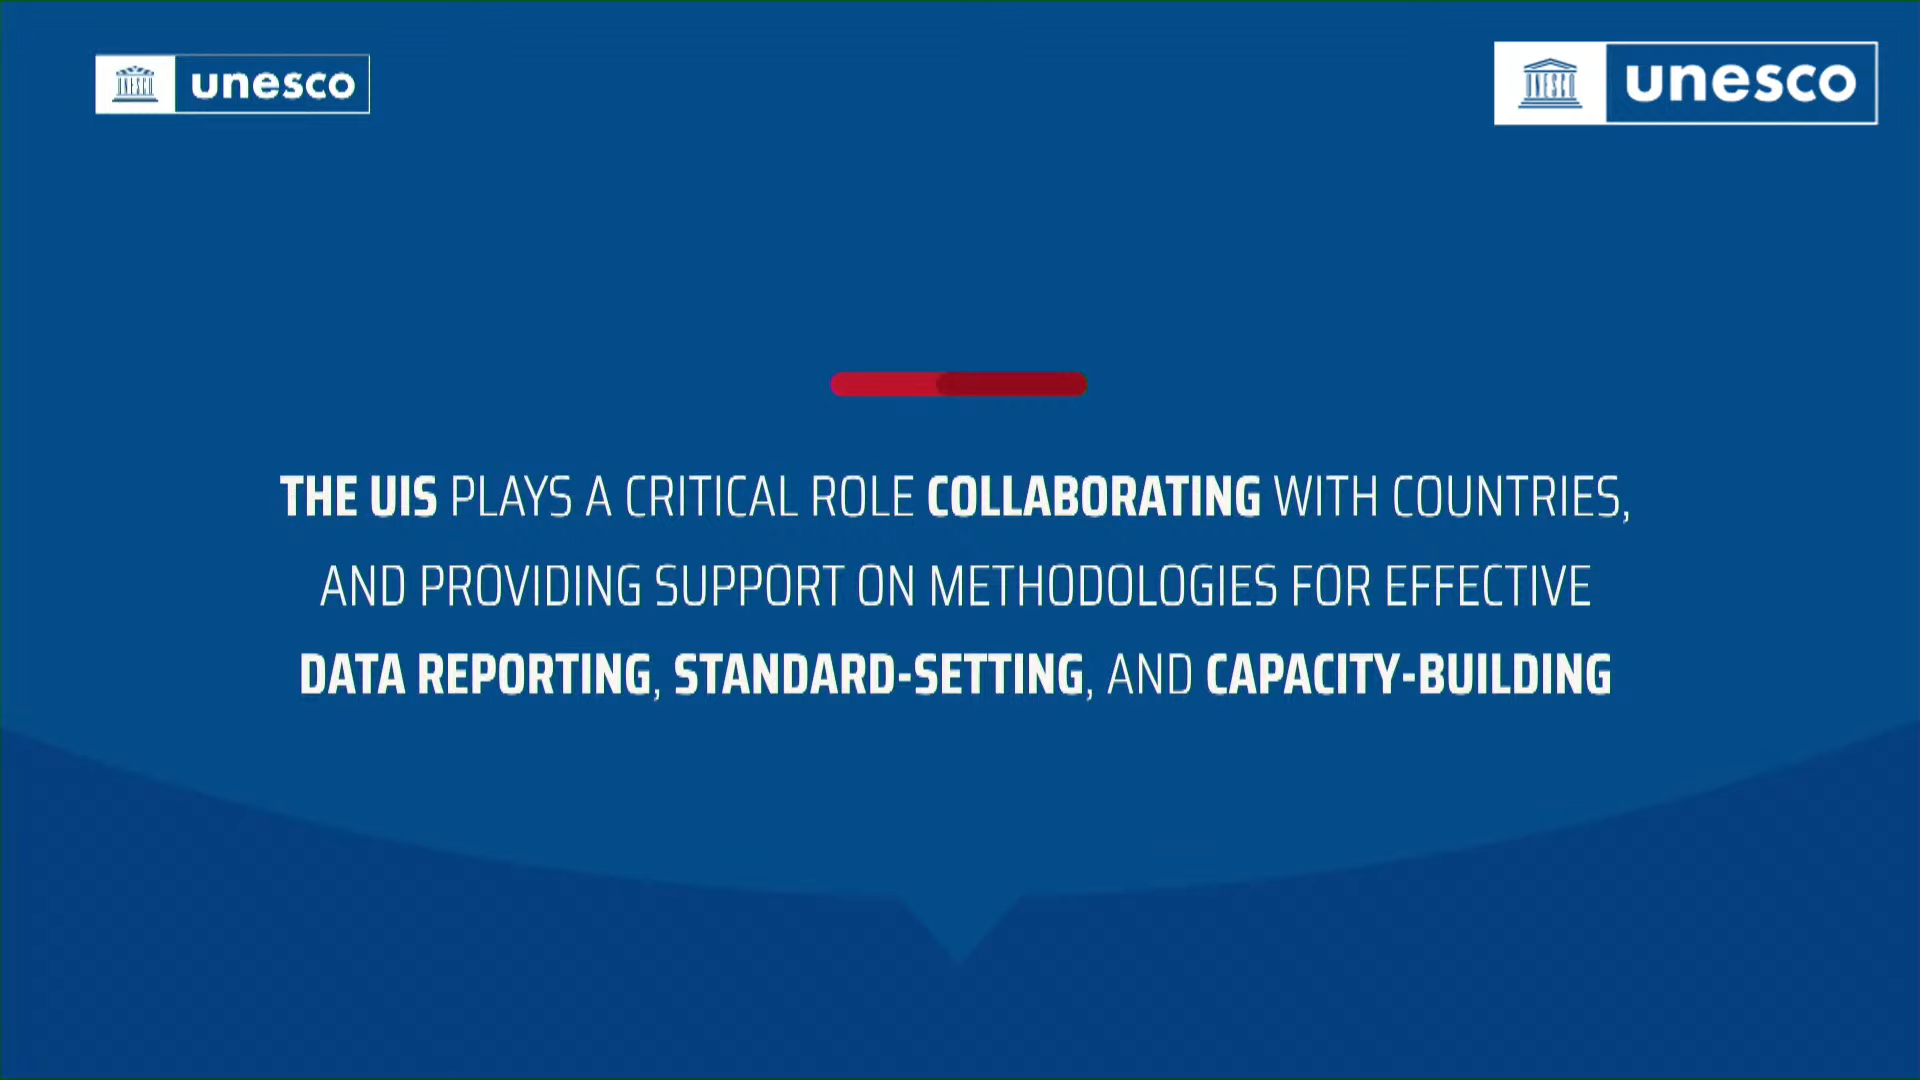 unesco
unesco
THE UIS PLAYS A CRITICAL ROLE COLLABORATING WITH COUNTRIES,
AND PROVIDING SUPPORT ON METHODOLOGIES FOR EFFECTIVE
DATA REPORTING, STANDARD-SETTING, AND CAPACITY-BUILDING